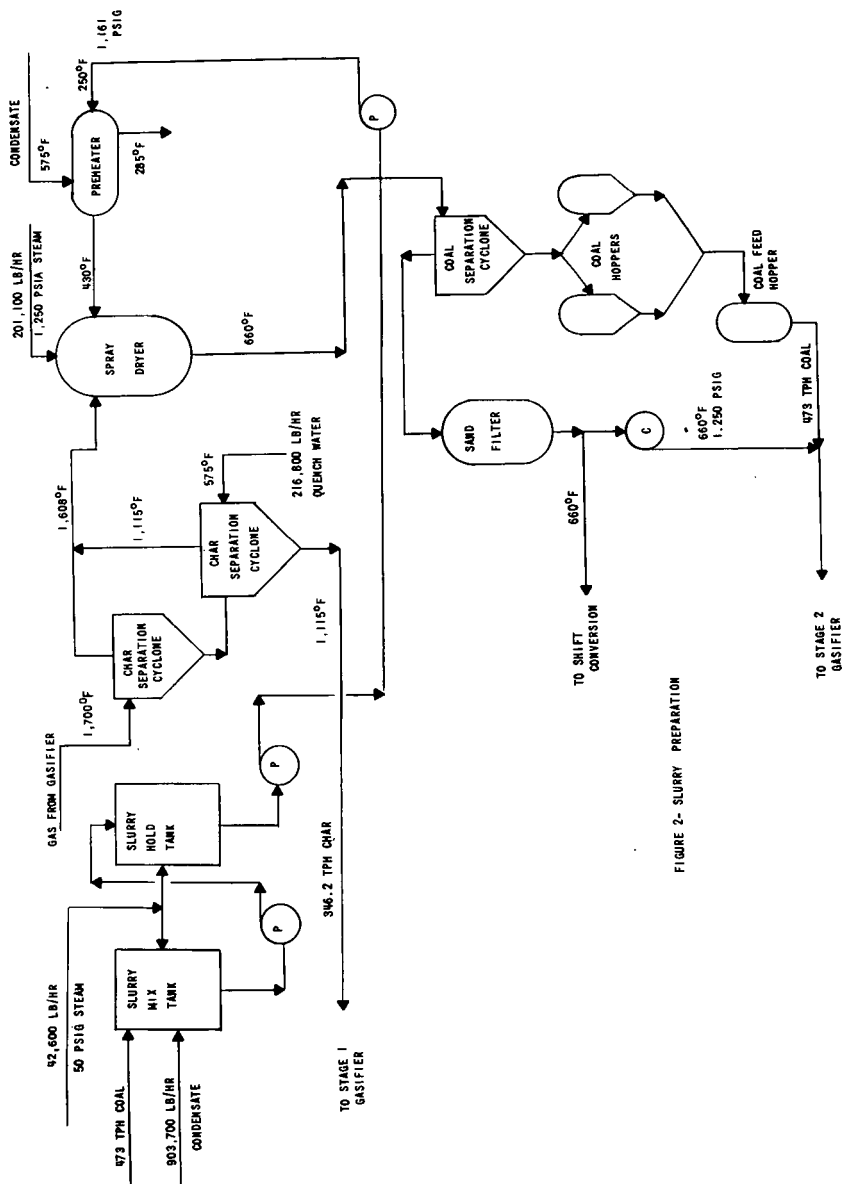 473 TPH COAL
903,700 LB/HR
CONDENSATE
42,600 LB/HR
50 PSIG STEAM
SLURRY
MIX
TANK
P
SLURRY
HOLD
TANK
P
GAS FROM GASIFIER
1,700°F
CHAR
SEPARATION
CYCLONE
1,608°F
1,115°F
CHAR
SEPARATION
CYCLONE
575°F
216,800 LB/HR
QUENCH WATER
1,115°F
346.2 TPH CHAR
TO STAGE 1
GASIFIER
201,100 LB/HR
1,250 PSIA STEAM
SPRAY
DRYER
430°F
660°F
CONDENSATE
575°F
PREHEATER
285°F
250°F
1,161
PSIG
P
COAL
SEPARATION
CYCLONE
COAL
HOPPERS
COAL FEED
HOPPER
473 TPH COAL
SAND
FILTER
C
660°F
1.250 PSIG
660°F
TO SHIFT
CONVERSION
TO STAGE 2
GASIFIER
FIGURE 2- SLURRY PREPARATION